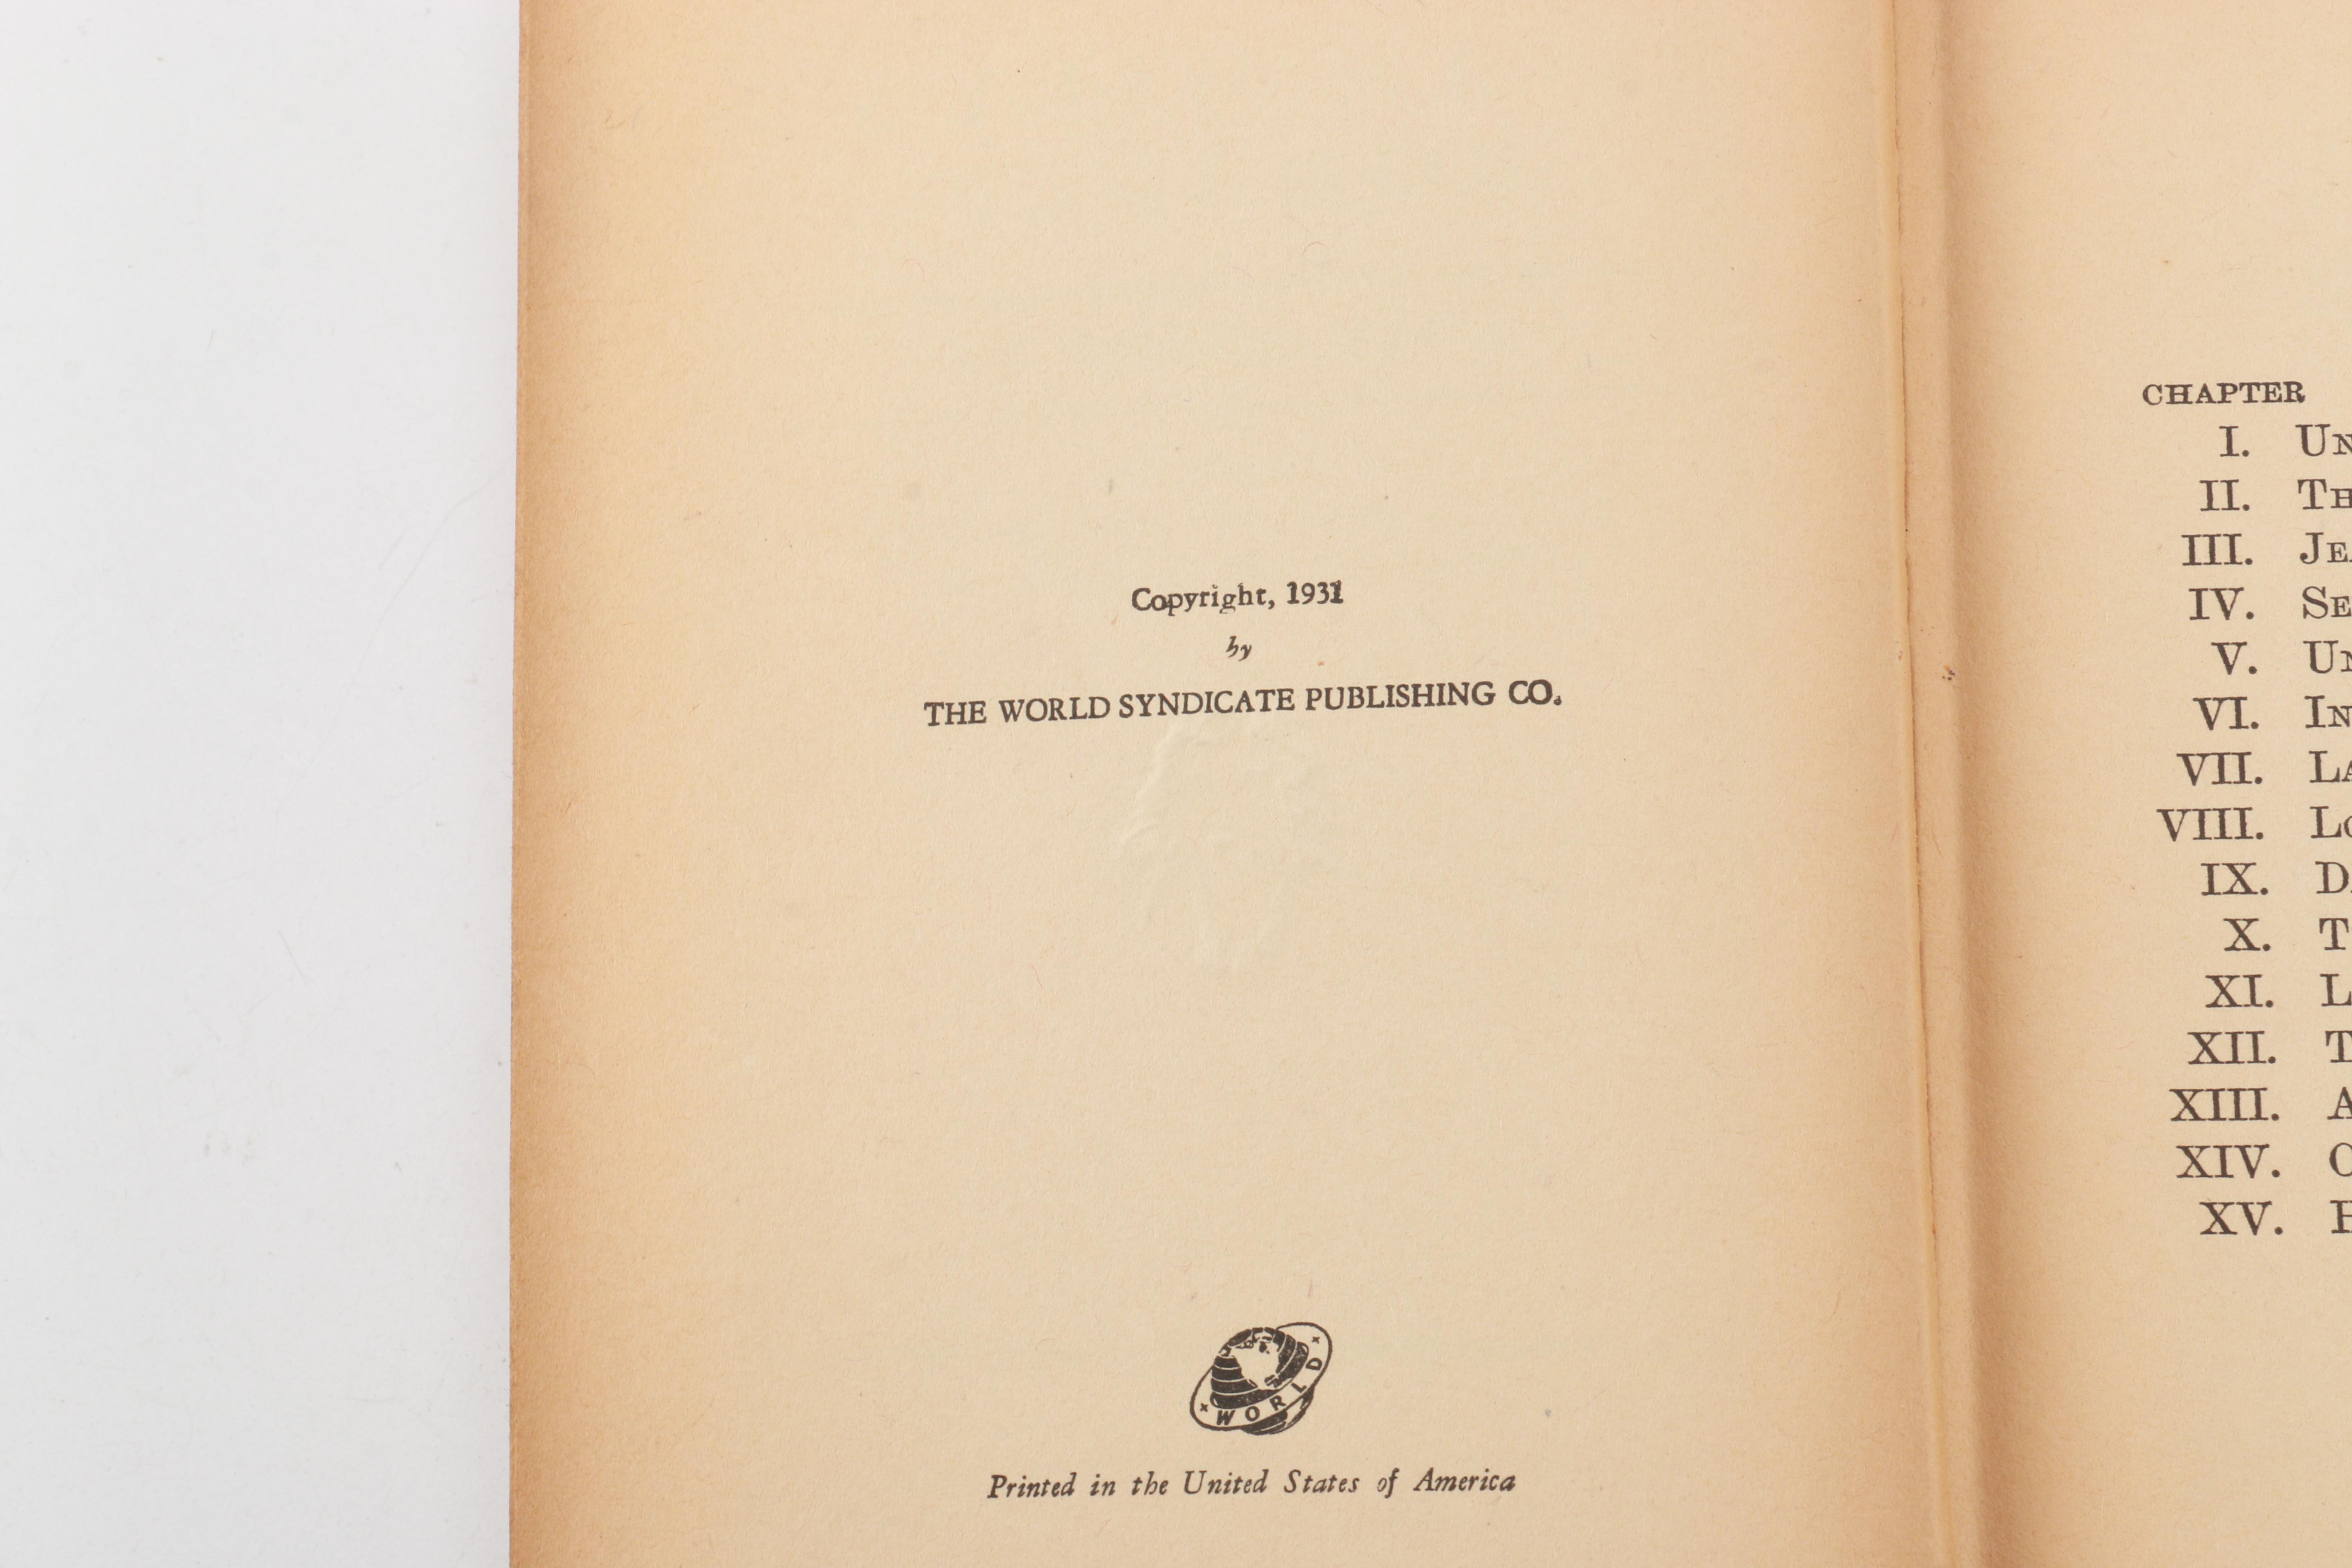 Copyright, 1931
by
THE WORLD SYNDICATE PUBLISHING CO.
WORLD
Printed in the United States of America
CHAPTER
I.
II.
III.
IV.
V.
VI.
VII.
VIII.
IX.
X.
XI.
XII.
XIII.
XIV.
XV.